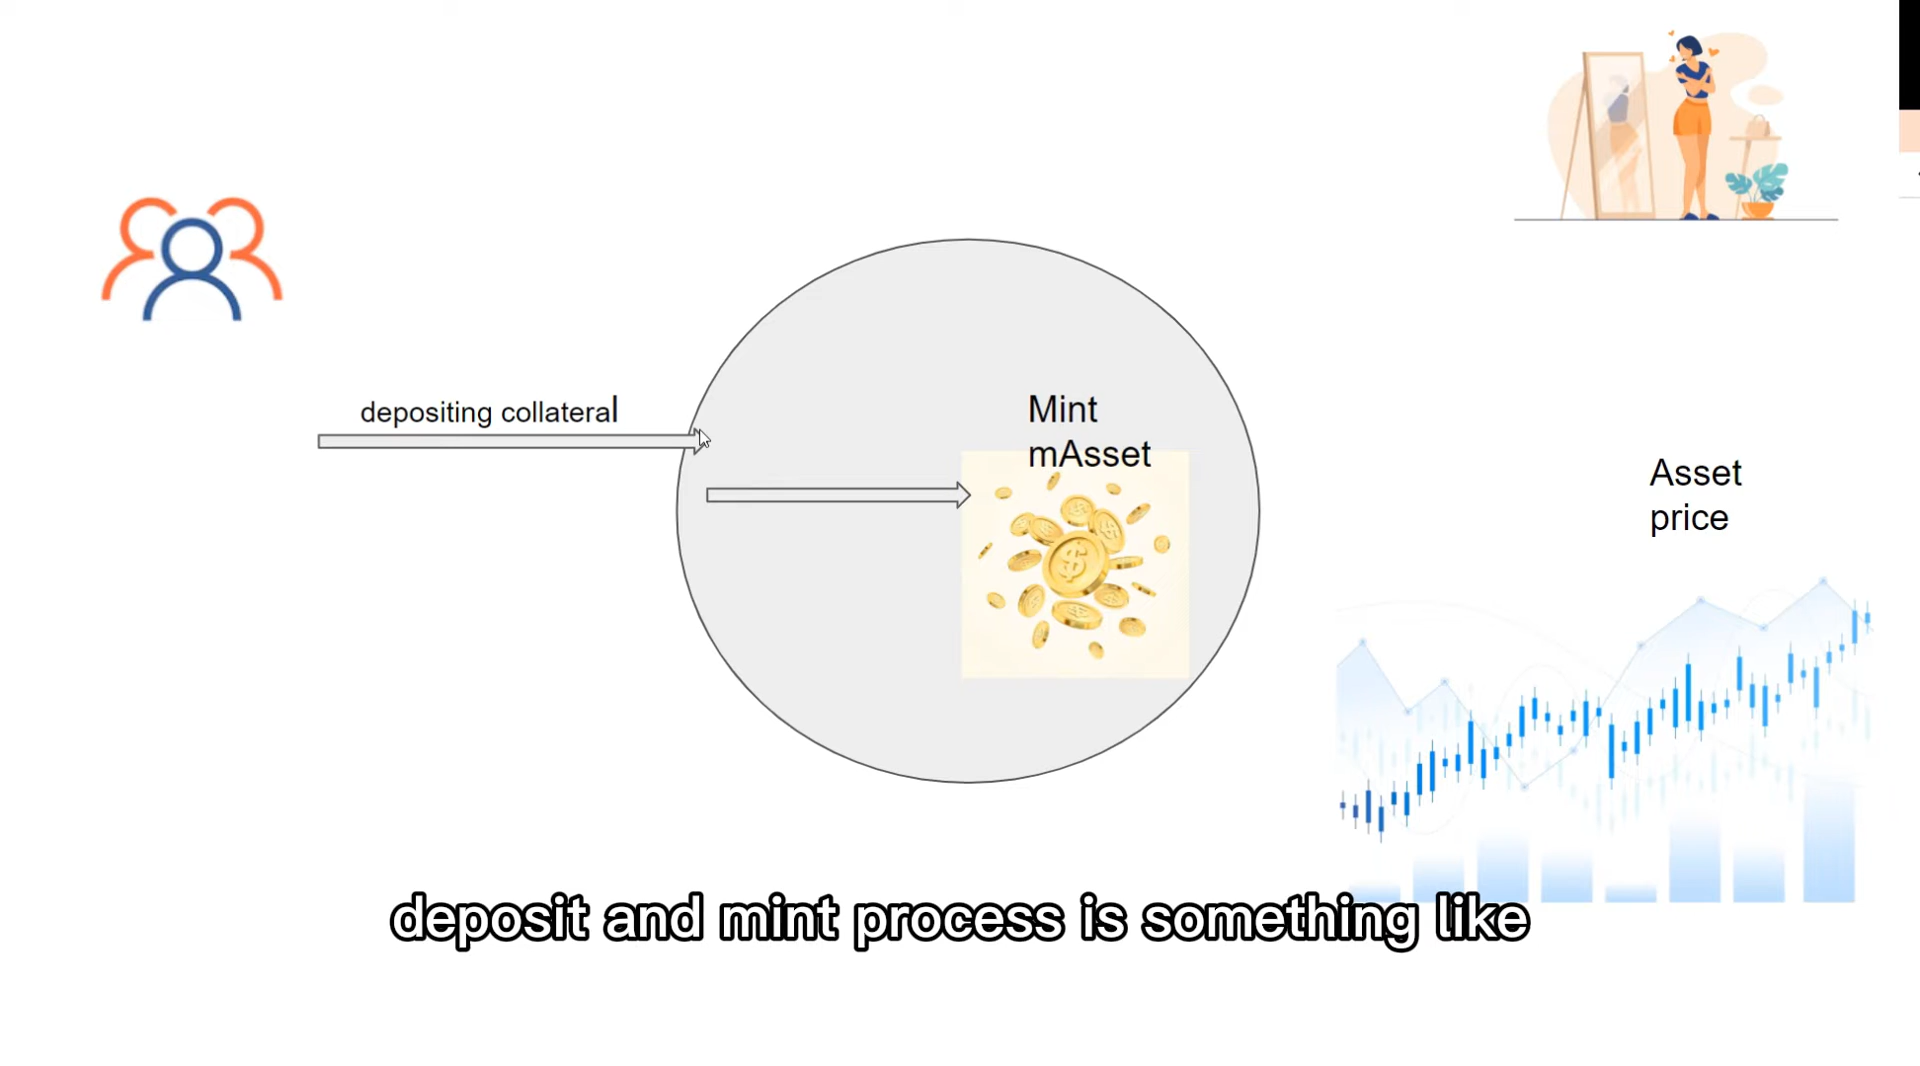 depositing collateral
Mint
mAsset
Asset
price
deposit and mint process is something like